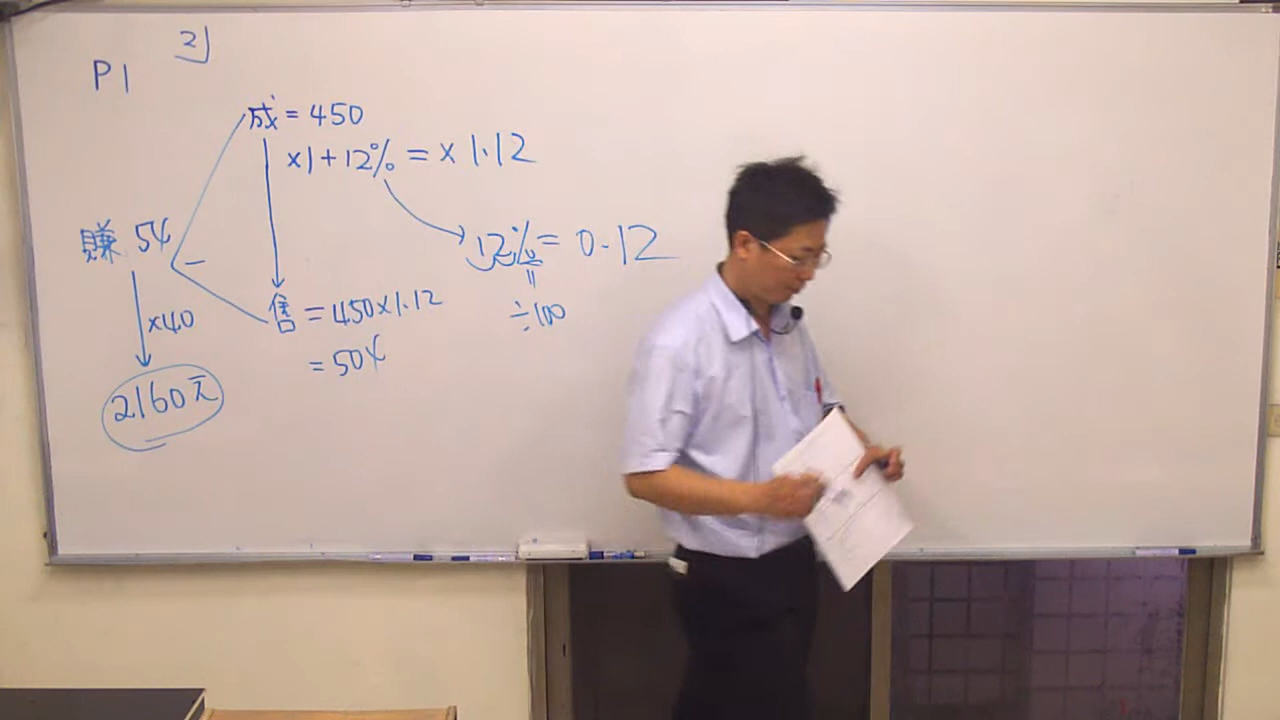 2)
P1
成 = 450
×1+12% = ×1.12
賺 54
−
12% = 0.12
=
÷100
×40
售 = 450×1.12
= 504
2160元